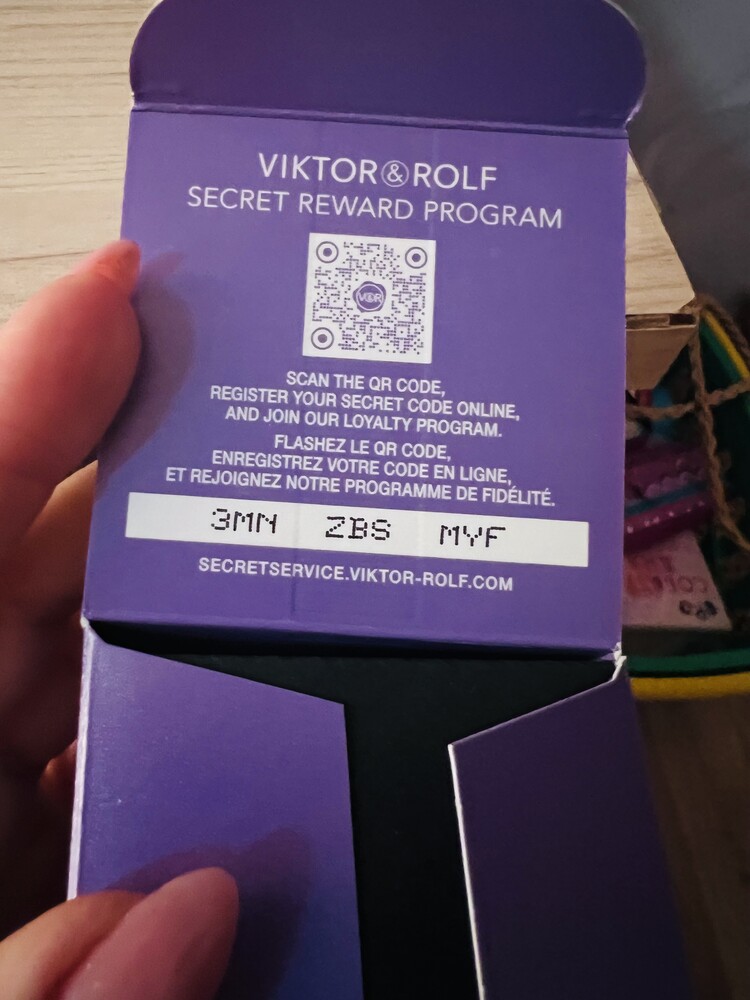 VIKTOR&ROLF
SECRET REWARD PROGRAM
V&R
SCAN THE QR CODE,
REGISTER YOUR SECRET CODE ONLINE,
AND JOIN OUR LOYALTY PROGRAM.
FLASHEZ LE QR CODE,
ENREGISTREZ VOTRE CODE EN LIGNE,
ET REJOIGNEZ NOTRE PROGRAMME DE FIDÉLITÉ.
3MN ZBS MYF
SECRETSERVICE.VIKTOR-ROLF.COM